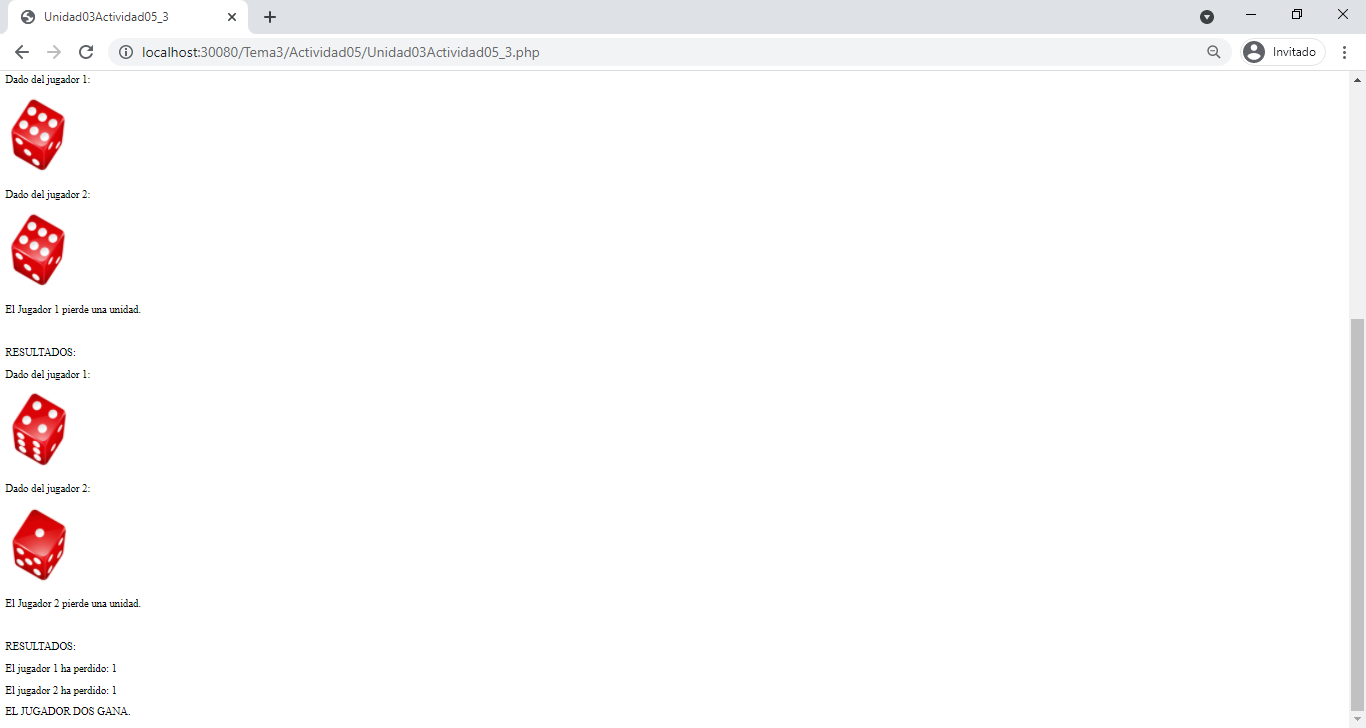 Unidad03Actividad05_3
localhost:30080/Tema3/Actividad05/Unidad03Actividad05_3.php
Invitado
Dado del jugador 1:
Dado del jugador 2:
El Jugador 1 pierde una unidad.
RESULTADOS:
Dado del jugador 1:
Dado del jugador 2:
El Jugador 2 pierde una unidad.
RESULTADOS:
El jugador 1 ha perdido: 1
El jugador 2 ha perdido: 1
EL JUGADOR DOS GANA.